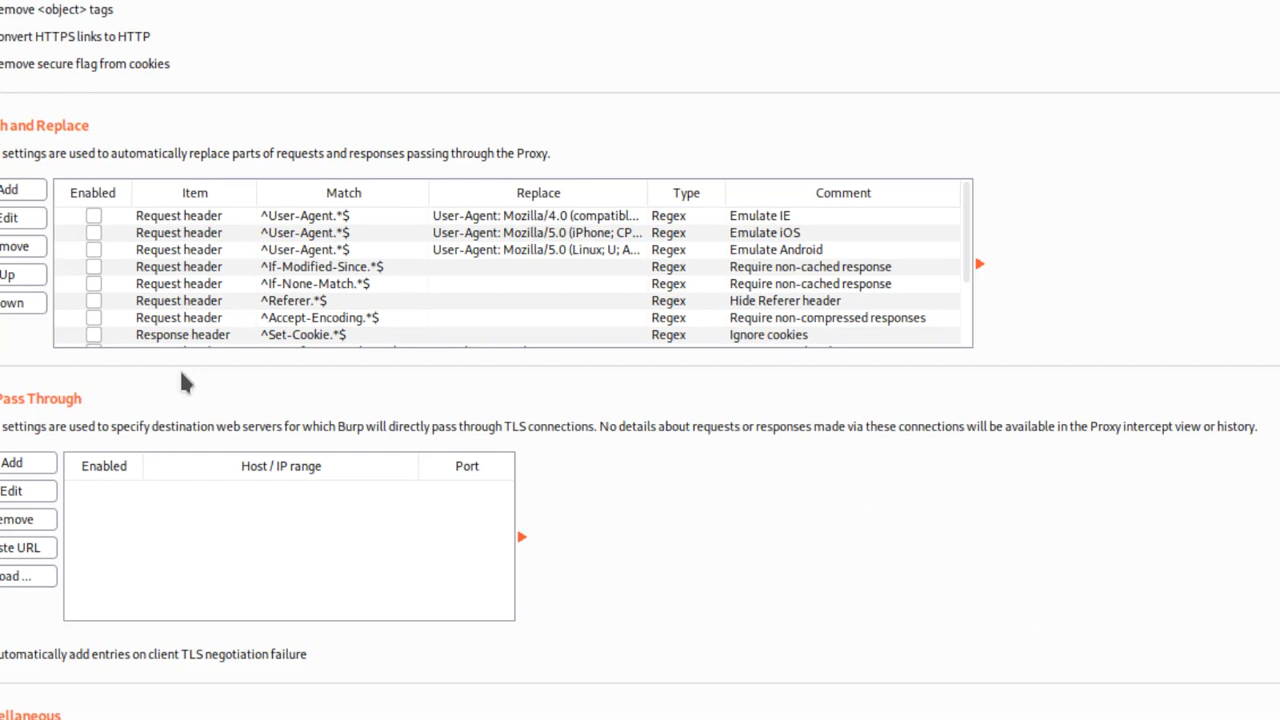 emove <object> tags
onvert HTTPS links to HTTP
emove secure flag from cookies
h and Replace
settings are used to automatically replace parts of requests and responses passing through the Proxy.
Add
Edit
move
Up
own
Enabled Item Match Replace Type Comment
Request header ^User-Agent.*$ User-Agent: Mozilla/4.0 (compatibl... Regex Emulate IE
Request header ^User-Agent.*$ User-Agent: Mozilla/5.0 (iPhone; CP... Regex Emulate iOS
Request header ^User-Agent.*$ User-Agent: Mozilla/5.0 (Linux; U; A... Regex Emulate Android
Request header ^If-Modified-Since.*$ Regex Require non-cached response
Request header ^If-None-Match.*$ Regex Require non-cached response
Request header ^Referer.*$ Regex Hide Referer header
Request header ^Accept-Encoding.*$ Regex Require non-compressed responses
Response header ^Set-Cookie.*$ Regex Ignore cookies
Pass Through
settings are used to specify destination web servers for which Burp will directly pass through TLS connections. No details about requests or responses made via these connections will be available in the Proxy intercept view or history.
Add
Edit
emove
ste URL
oad ...
Enabled Host / IP range Port
utomatically add entries on client TLS negotiation failure
ellaneous